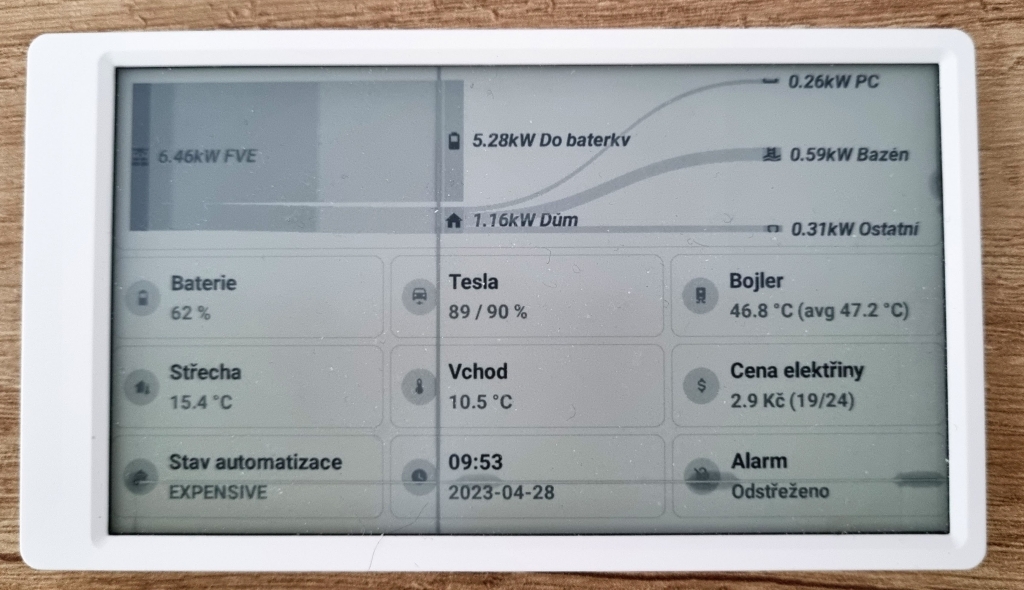 0.26kW PC
5.28kW Do baterky
6.46kW FVE
0.59kW Bazén
1.16kW Dům
0.31kW Ostatní
Baterie
62 %
Tesla
89 / 90 %
Bojler
46.8 °C (avg 47.2 °C)
Střecha
15.4 °C
Vchod
10.5 °C
Cena elektřiny
2.9 Kč (19/24)
Stav automatizace
EXPENSIVE
09:53
2023-04-28
Alarm
Odstřeženo